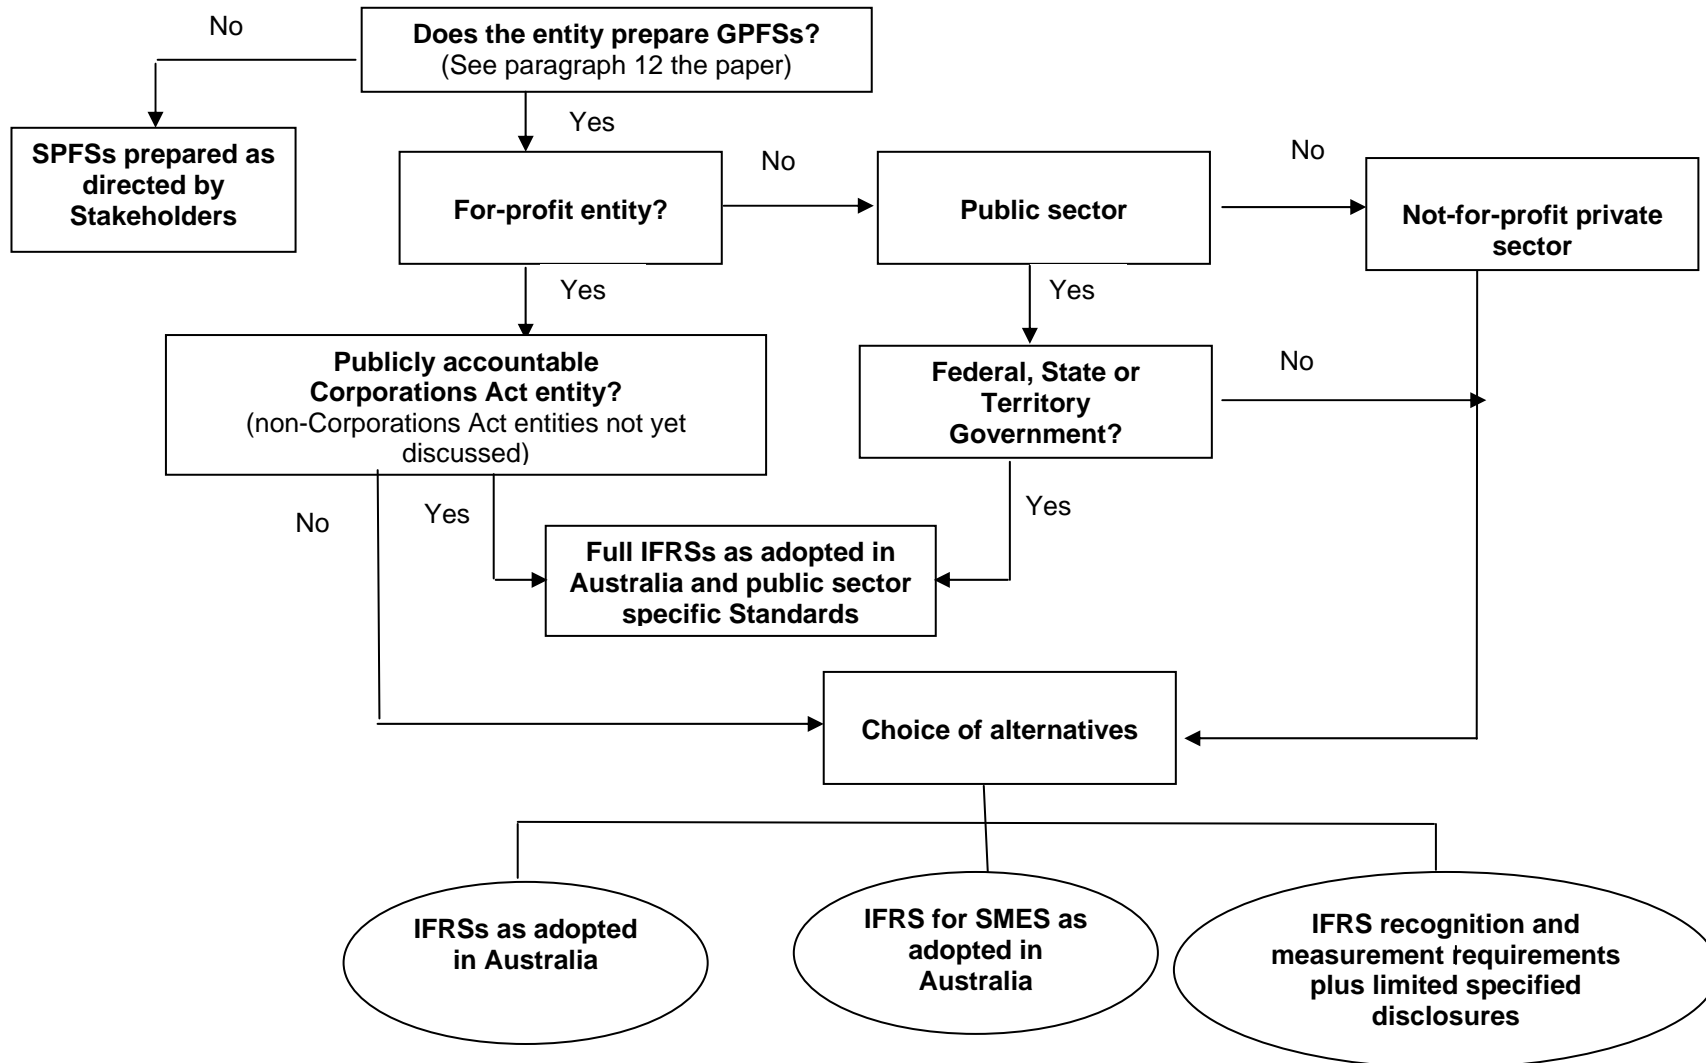 No
Does the entity prepare GPFSs?
(See paragraph 12 the paper)
Yes
SPFSs prepared as
directed by
Stakeholders
For-profit entity?
No
Public sector
No
Not-for-profit private
sector
Yes
Yes
Publicly accountable
Corporations Act entity?
(non-Corporations Act entities not yet
discussed)
Federal, State or
Territory
Government?
No
No
Yes
Yes
Full IFRSs as adopted in
Australia and public sector
specific Standards
Choice of alternatives
IFRSs as adopted
in Australia
IFRS for SMES as
adopted in
Australia
IFRS recognition and
measurement requirements
plus limited specified
disclosures